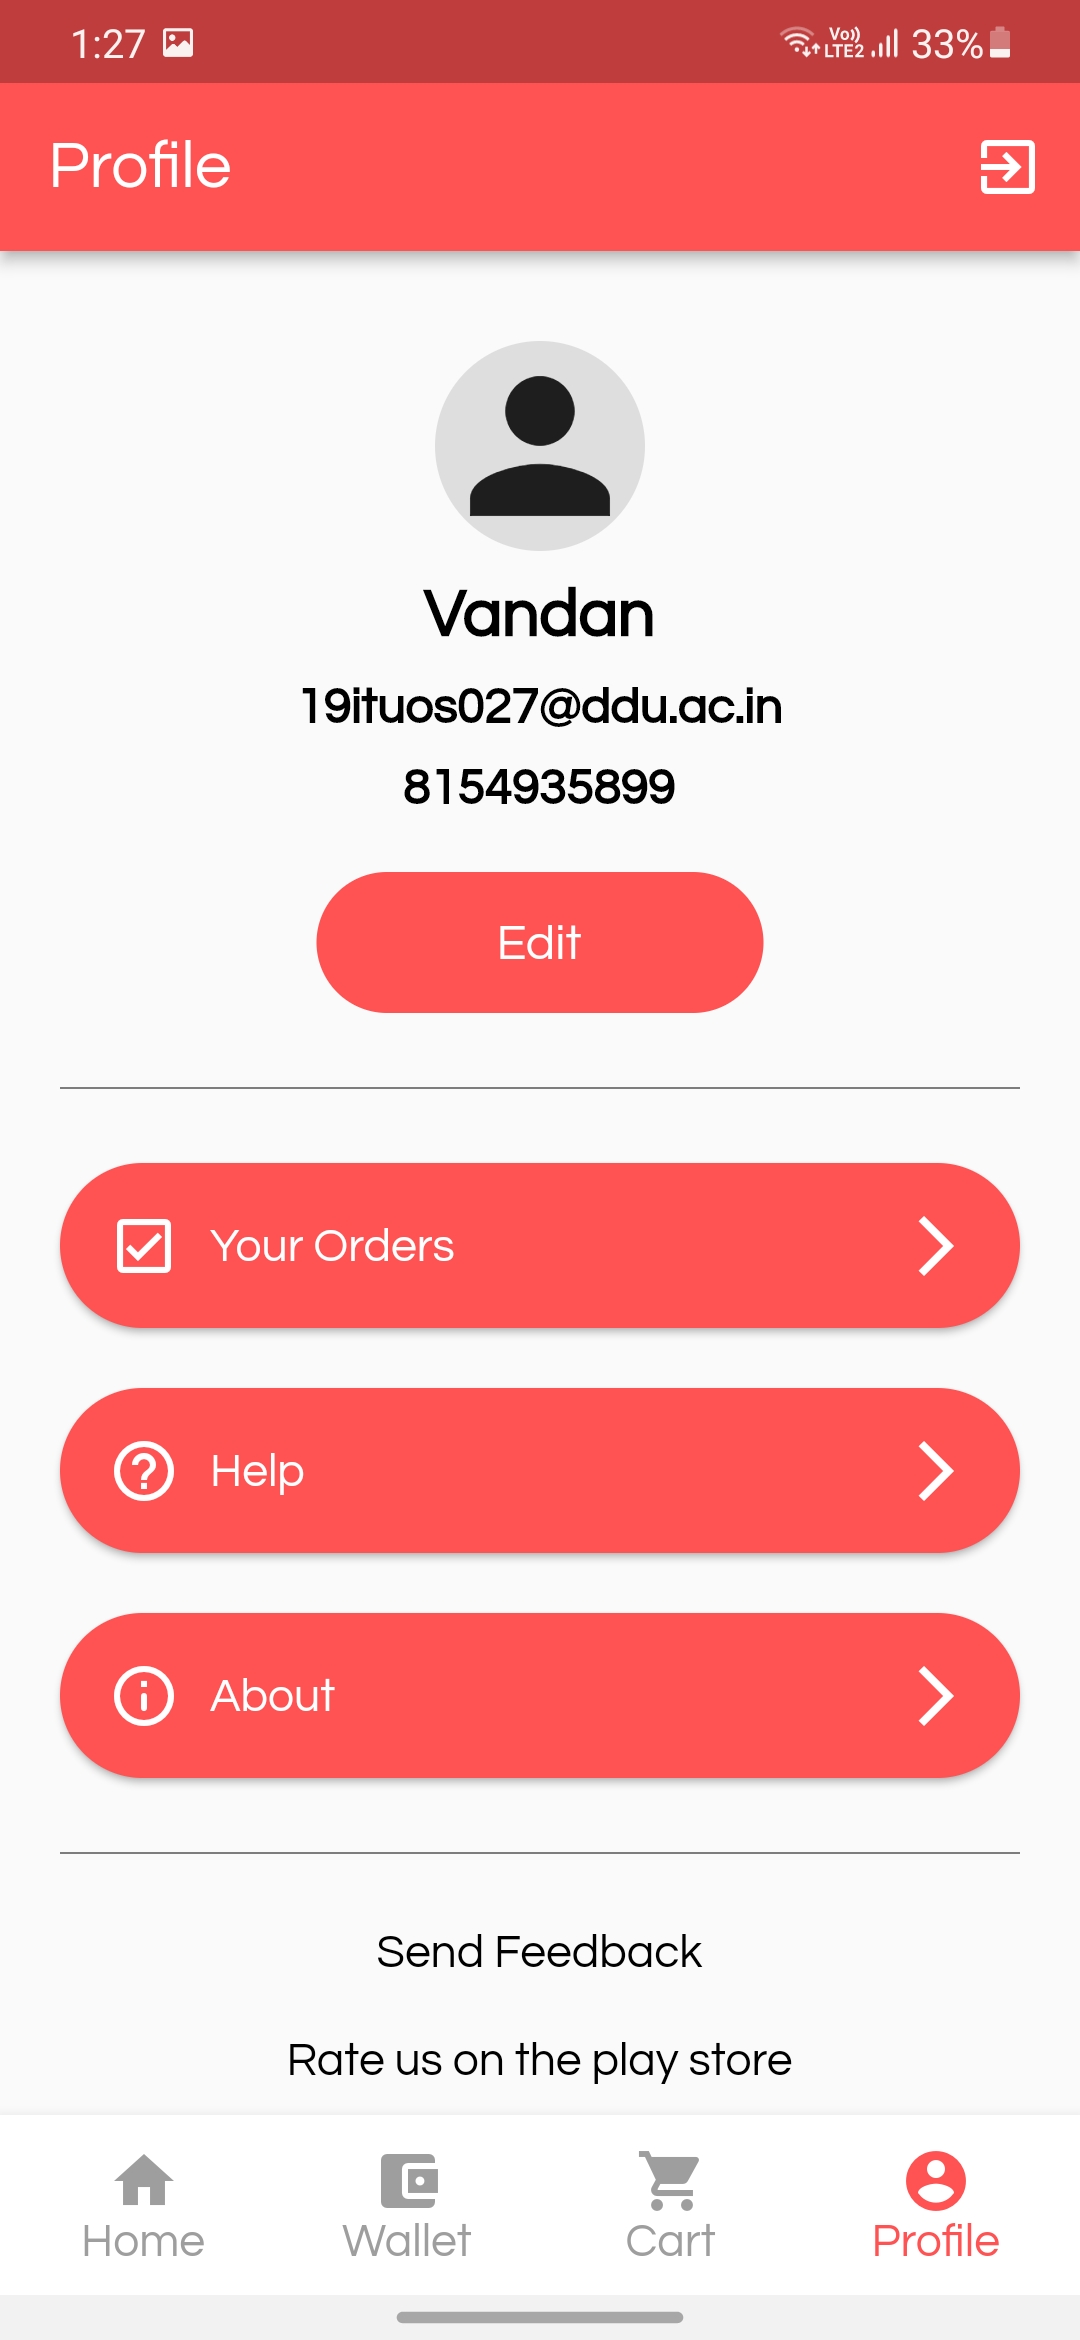 1:27 Vo)) LTE2 33%
Profile
Vandan
19ituos027@ddu.ac.in
8154935899
Edit
Your Orders
Help
About
Send Feedback
Rate us on the play store
Home Wallet Cart Profile